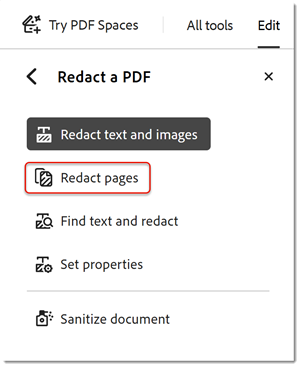 Try PDF Spaces
All tools
Edit
Redact a PDF
Redact text and images
Redact pages
Find text and redact
Set properties
Sanitize document